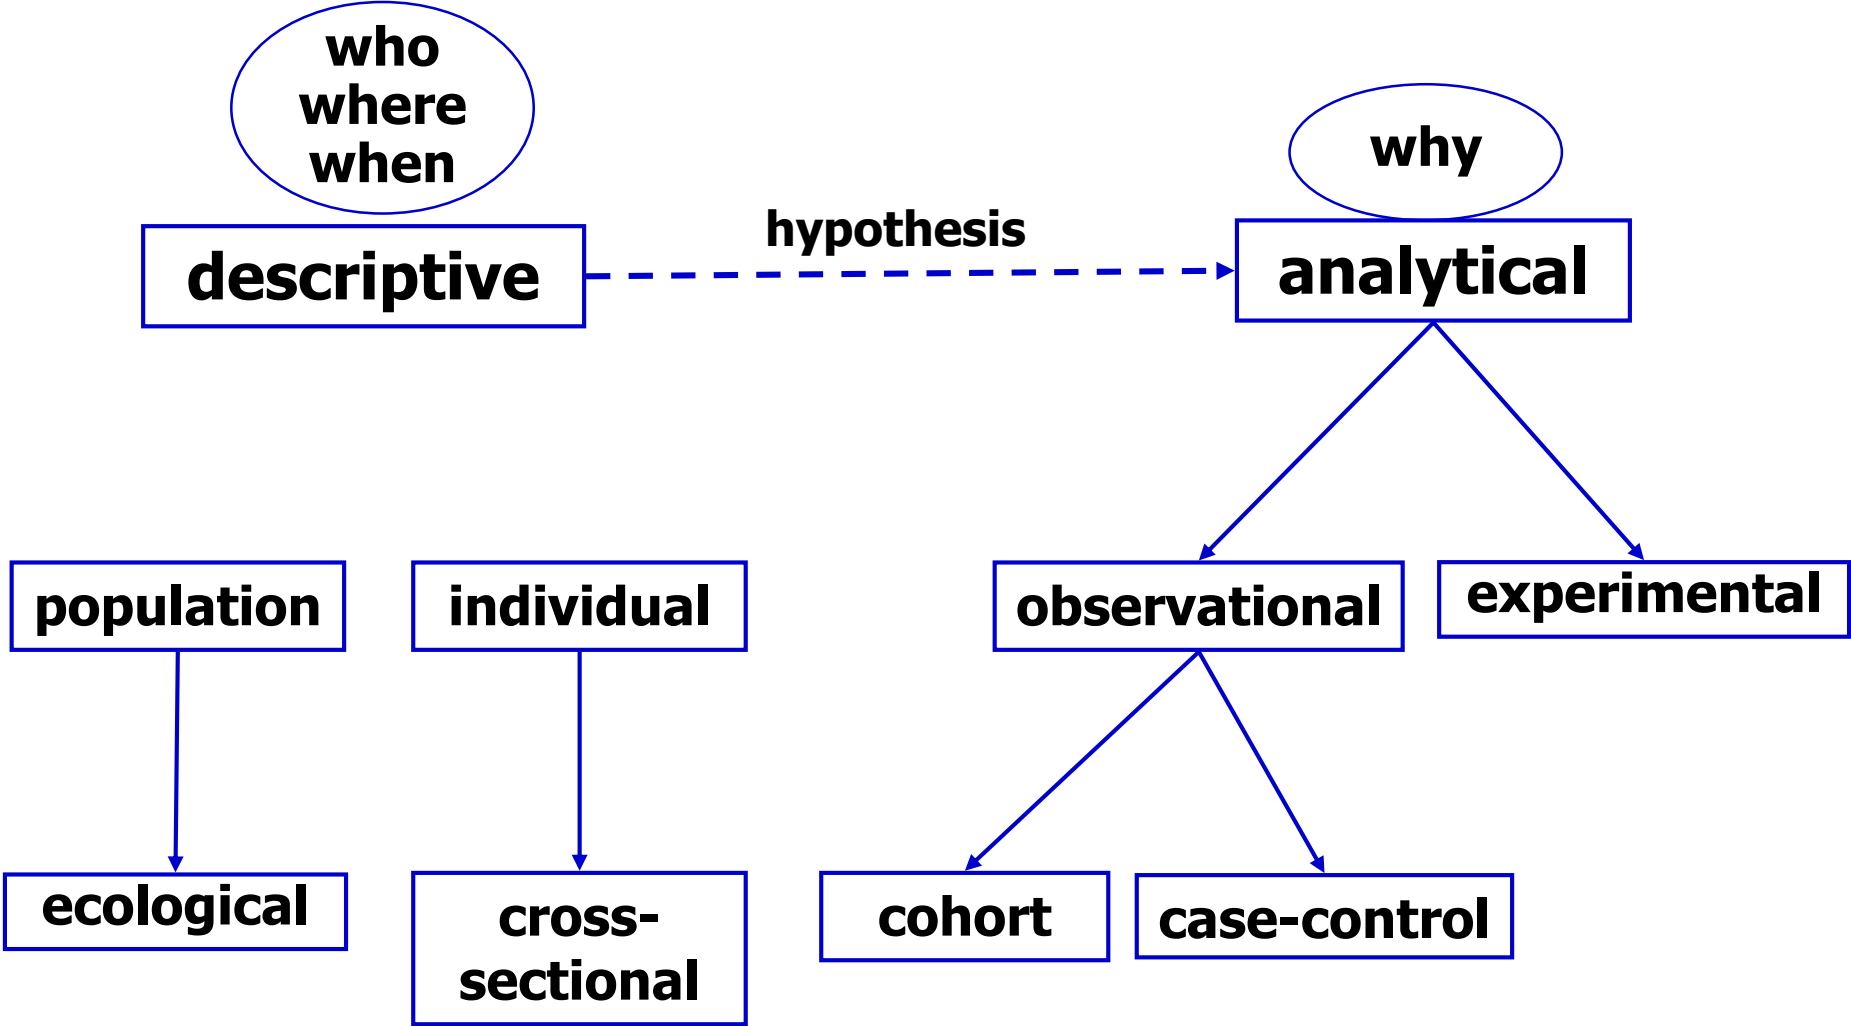 who
where
when
descriptive
hypothesis
why
analytical
population
individual
observational
experimental
ecological
cross-
sectional
cohort
case-control